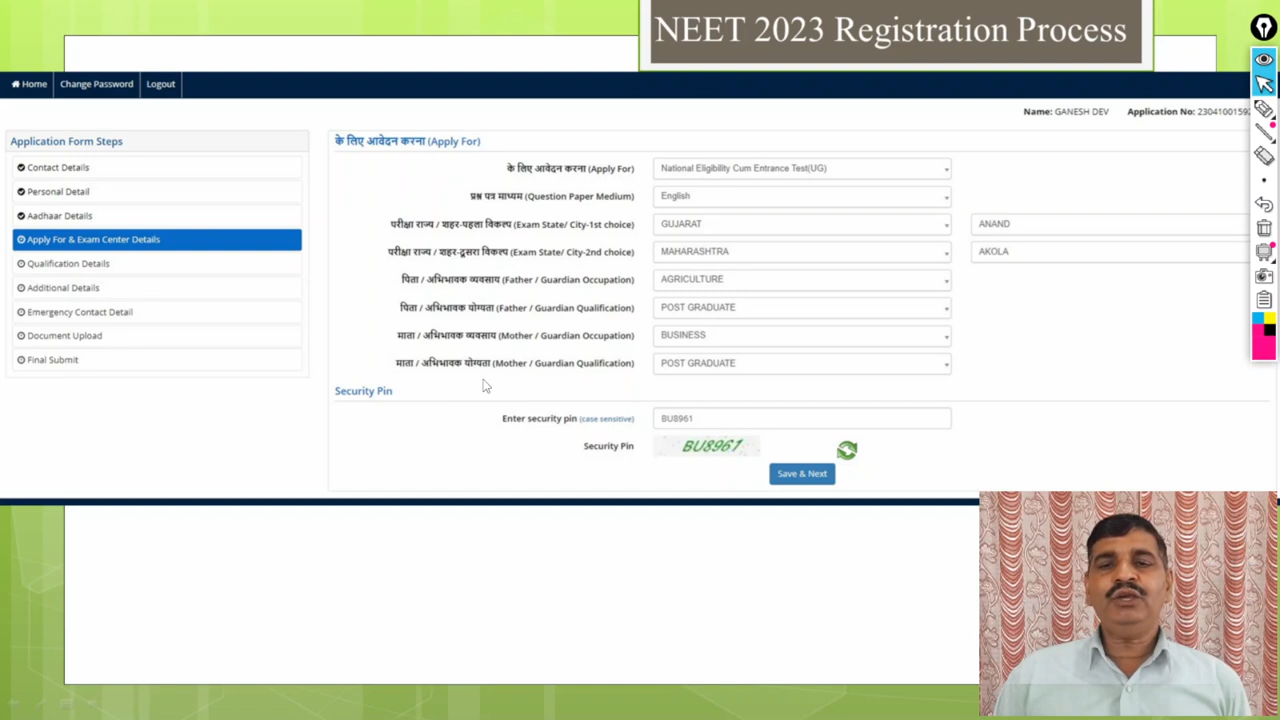 NEET 2023 Registration Process
Home Change Password Logout
Name: GANESH DEV Application No: 2304100159
Application Form Steps
Contact Details
Personal Detail
Aadhaar Details
Apply For & Exam Center Details
Qualification Details
Additional Details
Emergency Contact Detail
Document Upload
Final Submit
के लिए आवेदन करना (Apply For)
के लिए आवेदन करना (Apply For) National Eligibility Cum Entrance Test(UG)
प्रश्न पत्र माध्यम (Question Paper Medium) English
परीक्षा राज्य / शहर-पहला विकल्प (Exam State/ City-1st choice) GUJARAT ANAND
परीक्षा राज्य / शहर-दूसरा विकल्प (Exam State/ City-2nd choice) MAHARASHTRA AKOLA
पिता / अभिभावक व्यवसाय (Father / Guardian Occupation) AGRICULTURE
पिता / अभिभावक योग्यता (Father / Guardian Qualification) POST GRADUATE
माता / अभिभावक व्यवसाय (Mother / Guardian Occupation) BUSINESS
माता / अभिभावक योग्यता (Mother / Guardian Qualification) POST GRADUATE
Security Pin
Enter security pin (case sensitive) BU8961
Security Pin BU8961
Save & Next